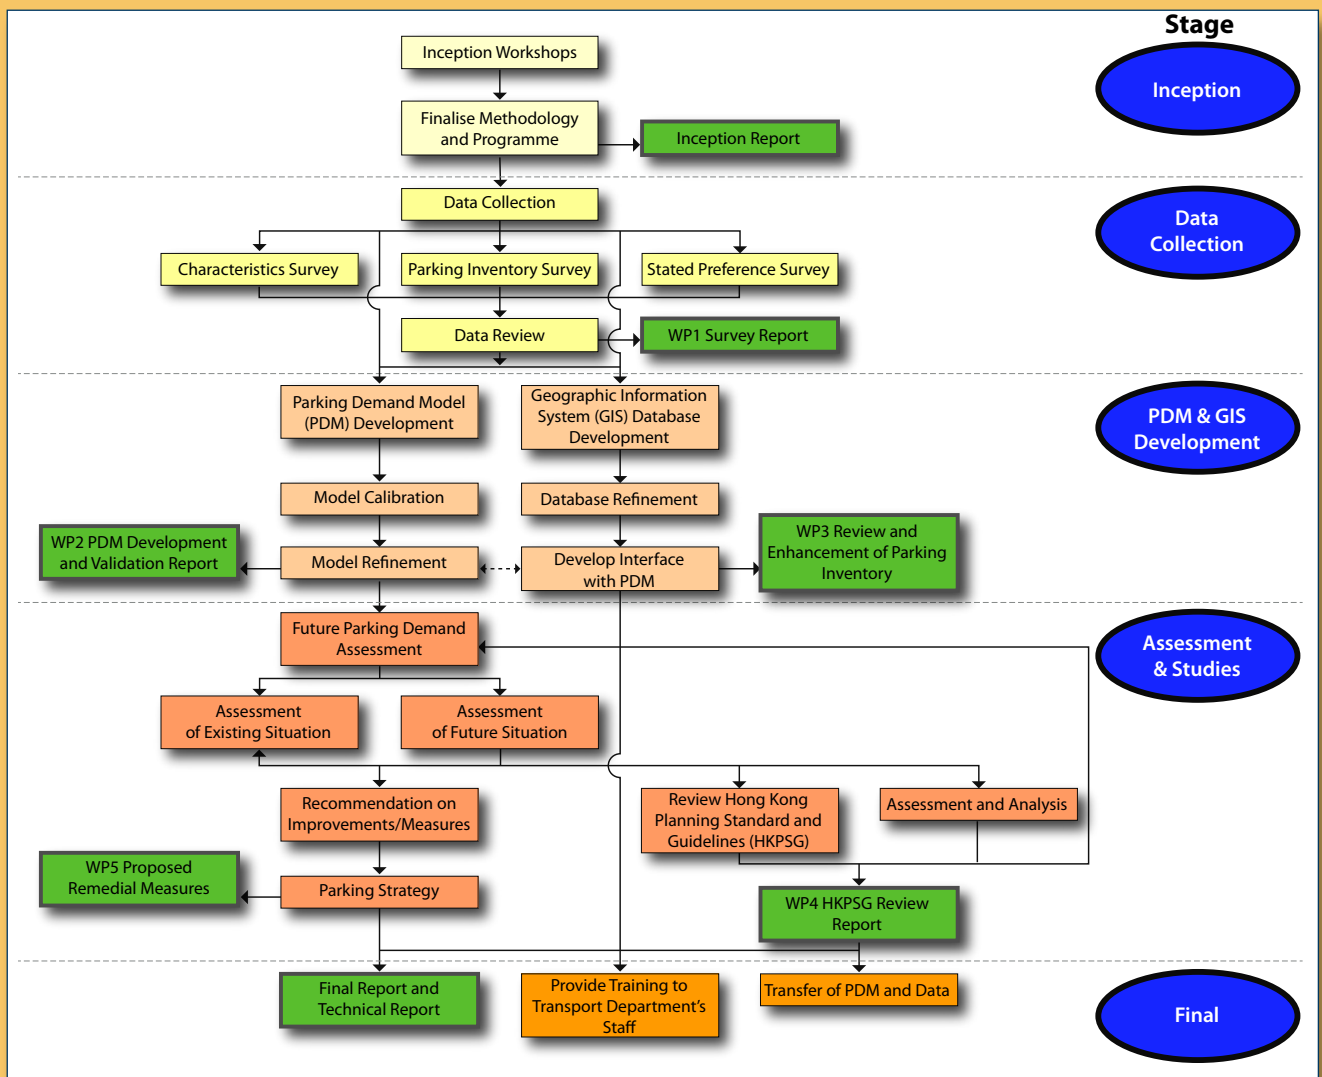 Stage
Inception Workshops
Inception
Finalise Methodology
and Programme
Inception Report
Data Collection
Data
Collection
Characteristics Survey
Parking Inventory Survey
Stated Preference Survey
Data Review
WP1 Survey Report
Parking Demand Model
(PDM) Development
Geographic Information
System (GIS) Database
Development
PDM & GIS
Development
Model Calibration
Database Refinement
WP2 PDM Development
and Validation Report
Model Refinement
Develop Interface
with PDM
WP3 Review and
Enhancement of Parking
Inventory
Future Parking Demand
Assessment
Assessment
& Studies
Assessment
of Existing Situation
Assessment
of Future Situation
Recommendation on
Improvements/Measures
Review Hong Kong
Planning Standard and
Guidelines (HKPSG)
Assessment and Analysis
WP5 Proposed
Remedial Measures
Parking Strategy
WP4 HKPSG Review
Report
Final Report and
Technical Report
Provide Training to
Transport Department's
Staff
Transfer of PDM and Data
Final